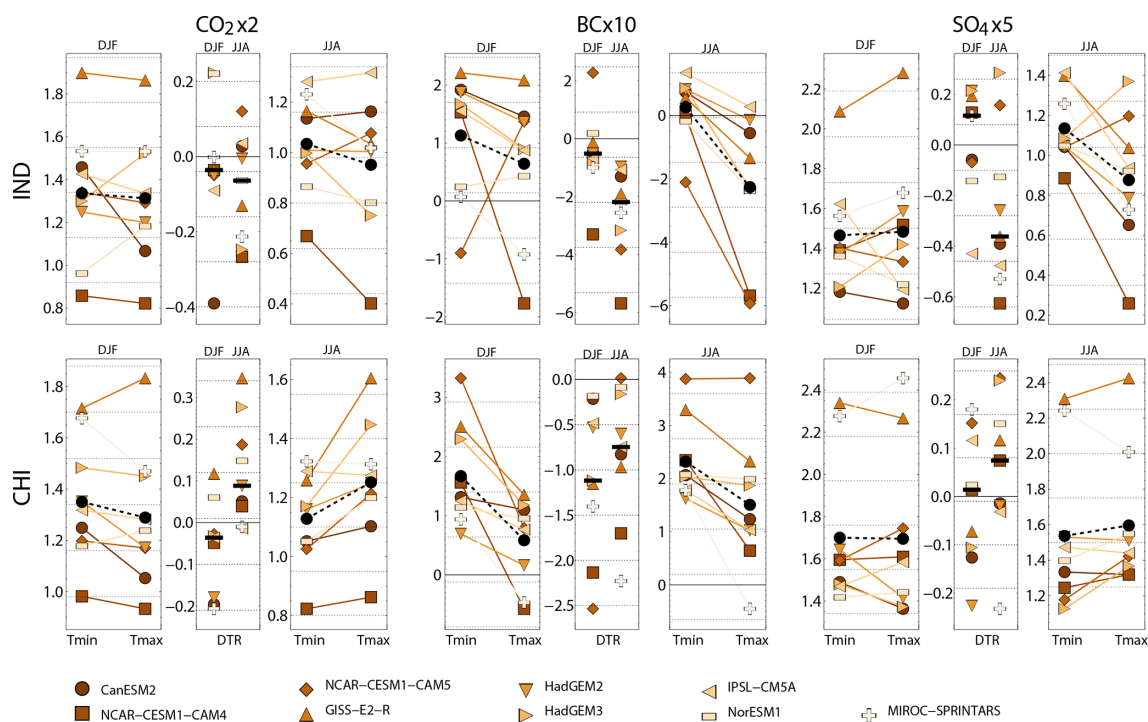 CO₂x2 BCx10 SO₄x5
DJF DJF JJA JJA DJF DJF JJA JJA DJF DJF JJA JJA
IND
1.8 1.6 1.4 1.2 1.0 0.8
0.2 0.0 −0.2 −0.4
1.2 1.0 0.8 0.6 0.4
2 1 0 −1 −2
2 0 −2 −4 −6
0 −2 −4 −6
2.2 2.0 1.8 1.6 1.4 1.2
0.2 0.0 −0.2 −0.4 −0.6
1.4 1.2 1.0 0.8 0.6 0.4 0.2
DJF DJF JJA JJA DJF DJF JJA JJA DJF DJF JJA JJA
CHI
1.8 1.6 1.4 1.2 1.0
0.3 0.2 0.1 0.0 −0.1 −0.2
1.6 1.4 1.2 1.0 0.8
3 2 1 0
0.0 −0.5 −1.0 −1.5 −2.0 −2.5
4 3 2 1 0
2.4 2.2 2.0 1.8 1.6 1.4
0.2 0.1 0.0 −0.1 −0.2
2.4 2.2 2.0 1.8 1.6 1.4 1.2
Tmin Tmax DTR Tmin Tmax Tmin Tmax DTR Tmin Tmax Tmin Tmax DTR Tmin Tmax
CanESM2 NCAR−CESM1−CAM5 HadGEM2 IPSL−CM5A
NCAR−CESM1−CAM4 GISS−E2−R HadGEM3 NorESM1 MIROC−SPRINTARS